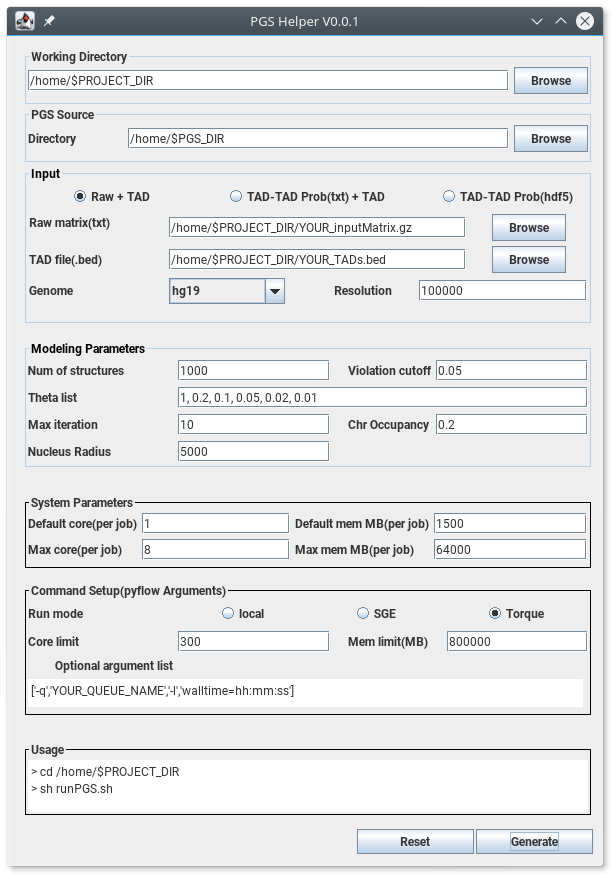 PGS Helper V0.0.1
Working Directory
/home/$PROJECT_DIR Browse
PGS Source
Directory /home/$PGS_DIR Browse
Input
Raw + TAD TAD-TAD Prob(txt) + TAD TAD-TAD Prob(hdf5)
Raw matrix(txt) /home/$PROJECT_DIR/YOUR_inputMatrix.gz Browse
TAD file(.bed) /home/$PROJECT_DIR/YOUR_TADs.bed Browse
Genome hg19 Resolution 100000
Modeling Parameters
Num of structures 1000 Violation cutoff 0.05
Theta list 1, 0.2, 0.1, 0.05, 0.02, 0.01
Max iteration 10 Chr Occupancy 0.2
Nucleus Radius 5000
System Parameters
Default core(per job) 1 Default mem MB(per job) 1500
Max core(per job) 8 Max mem MB(per job) 64000
Command Setup(pyflow Arguments)
Run mode local SGE Torque
Core limit 300 Mem limit(MB) 800000
Optional argument list
['-q','YOUR_QUEUE_NAME','-l','walltime=hh:mm:ss']
Usage
> cd /home/$PROJECT_DIR
> sh runPGS.sh
Reset Generate